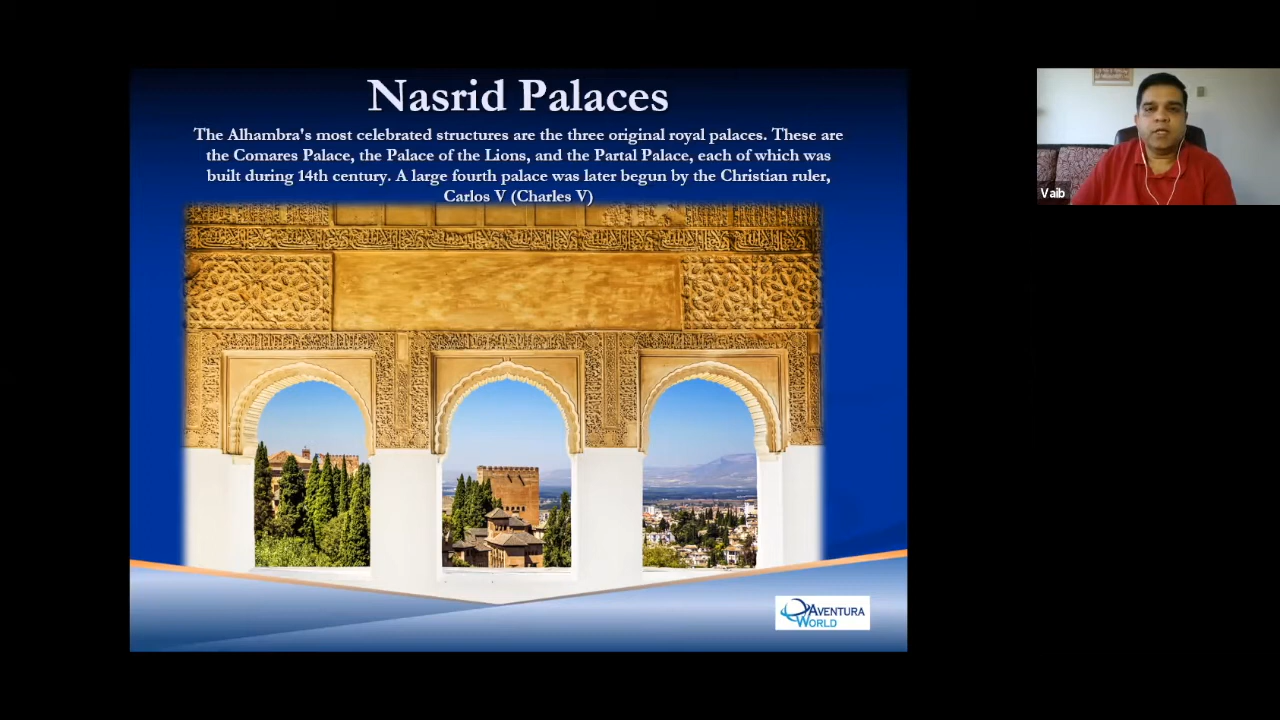 Nasrid Palaces
The Alhambra's most celebrated structures are the three original royal palaces. These are
the Comares Palace, the Palace of the Lions, and the Partal Palace, each of which was
built during 14th century. A large fourth palace was later begun by the Christian ruler,
Carlos V (Charles V)
Vaib
AVENTURA
WORLD